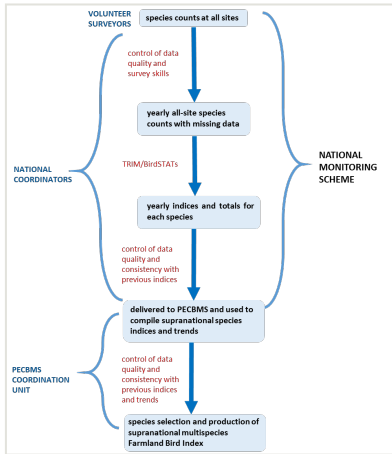 VOLUNTEER
SURVEYORS
species counts at all sites
control of data
quality and
survey skills
yearly all-site species
counts with missing data
TRIM/BirdSTATs
NATIONAL
COORDINATORS
NATIONAL
MONITORING
SCHEME
yearly indices and totals for
each species
control of data
quality and
consistency with
previous indices
delivered to PECBMS and used to
compile supranational species
indices and trends
PECBMS
COORDINATION
UNIT
control of data
quality and
consistency with
previous indices
and trends
species selection and production of
supranational multispecies
Farmland Bird Index